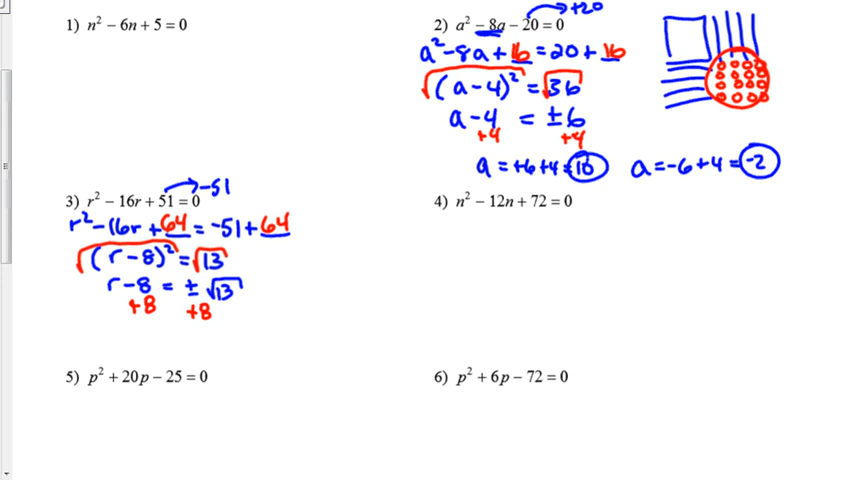 1) n² − 6n + 5 = 0
2) a² − 8a − 20 = 0
+20
a² − 8a + 16 = 20 + 16
√(a − 4)² = √36
a − 4 = ±6
+4 +4
a = +6 + 4 = 10 a = −6 + 4 = −2
3) r² − 16r + 51 = 0
−51
r² − 16r + 64 = −51 + 64
√(r − 8)² = √13
r − 8 = ± √13
+8 +8
4) n² − 12n + 72 = 0
5) p² + 20p − 25 = 0
6) p² + 6p − 72 = 0